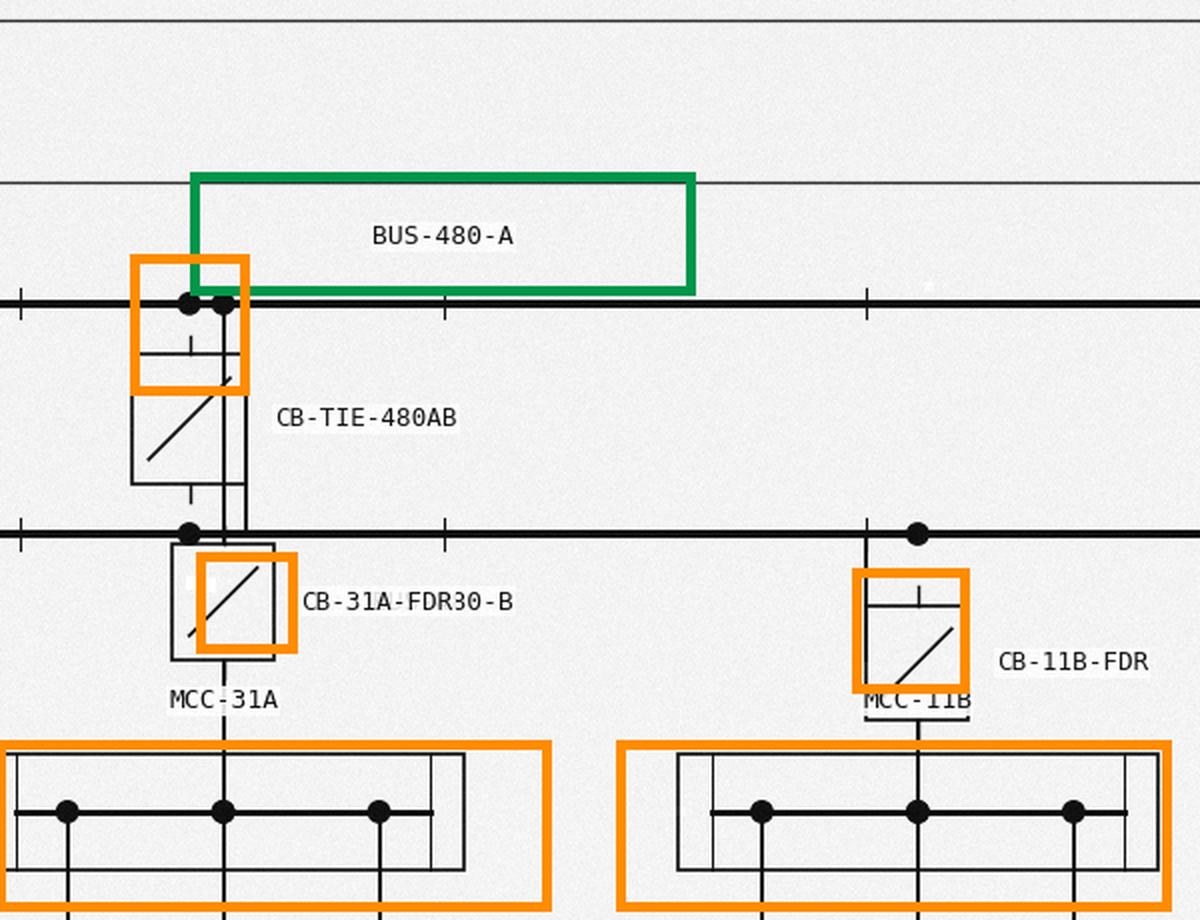 BUS-480-A
CB-TIE-480AB
CB-31A-FDR30-B
CB-11B-FDR
MCC-31A
MCC-11B